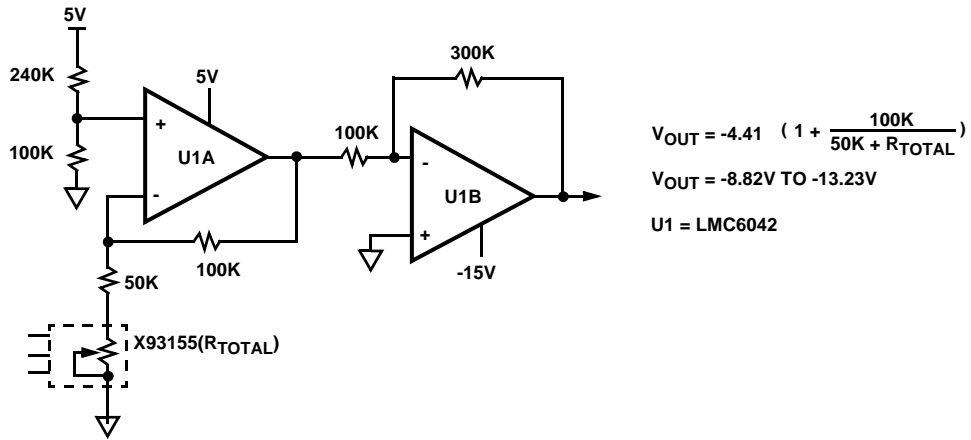 5V
240K
100K
5V
+
-
U1A
100K
50K
X93155(RTOTAL)
100K
300K
-
+
U1B
-15V
VOUT = -4.41 ( 1 + 100K / 50K + RTOTAL )
VOUT = -8.82V TO -13.23V
U1 = LMC6042